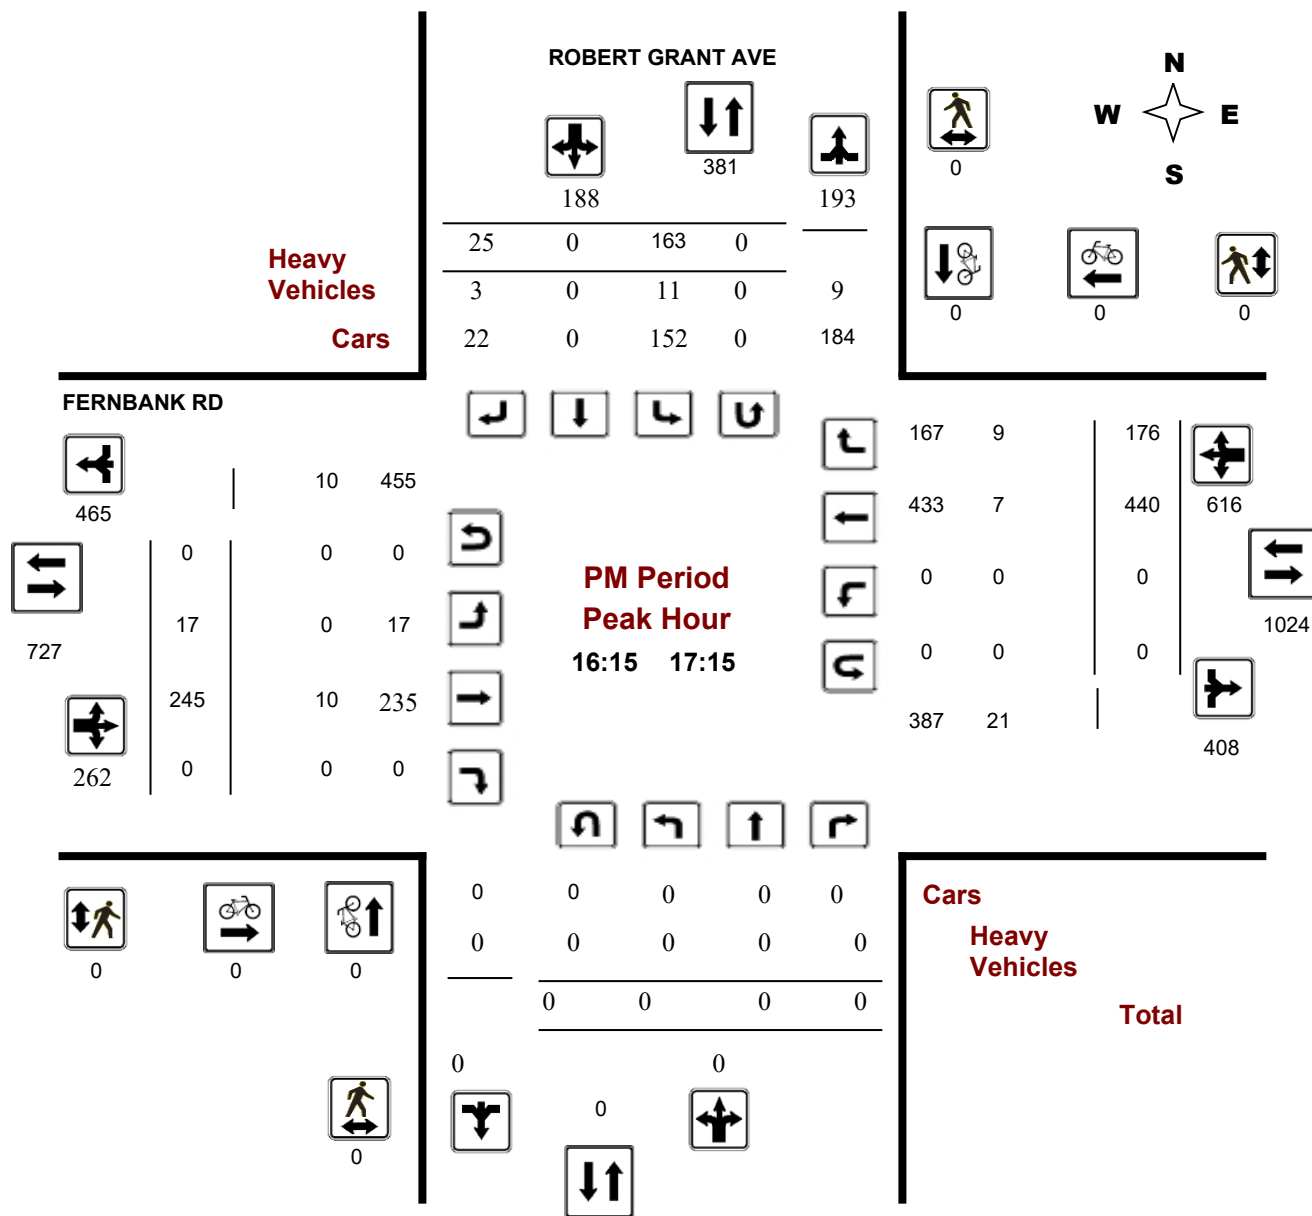 ROBERT GRANT AVE
N
W E
S
381
0
188 193
25 0 163 0
Heavy
Vehicles
3 0 11 0 9
Cars
22 0 152 0 184
0 0 0
FERNBANK RD
167 9 176
465
10 455
433 7 440 616
0 0 0
PM Period
Peak Hour
16:15 17:15
0 0 0
727
17 0 17
1024
0 0 0
245 10 235
387 21
408
262
0 0 0
0 0 0 0 0
Cars
0 0 0 0 0
Heavy
Vehicles
0 0 0
0 0 0 0
Total
0 0
0
0